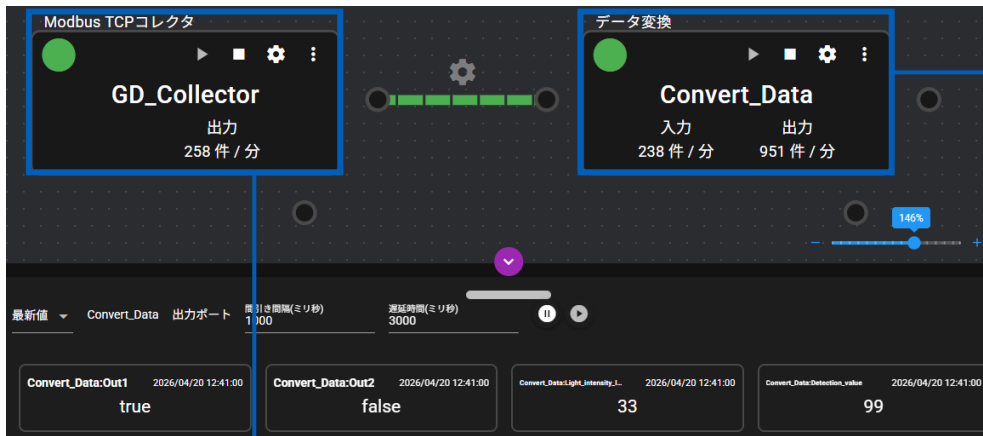 Modbus TCPコレクタ
データ変換
GD_Collector
Convert_Data
出力
258 件 / 分
入力
出力
238 件 / 分
951 件 / 分
146%
最新値
Convert_Data
出力ポート
間引き間隔(ミリ秒)
1000
遅延時間(ミリ秒)
3000
Convert_Data:Out1
2026/04/20 12:41:00
true
Convert_Data:Out2
2026/04/20 12:41:00
false
Convert_Data:Light_intensity_l...
2026/04/20 12:41:00
33
Convert_Data:Detection_value
2026/04/20 12:41:00
99